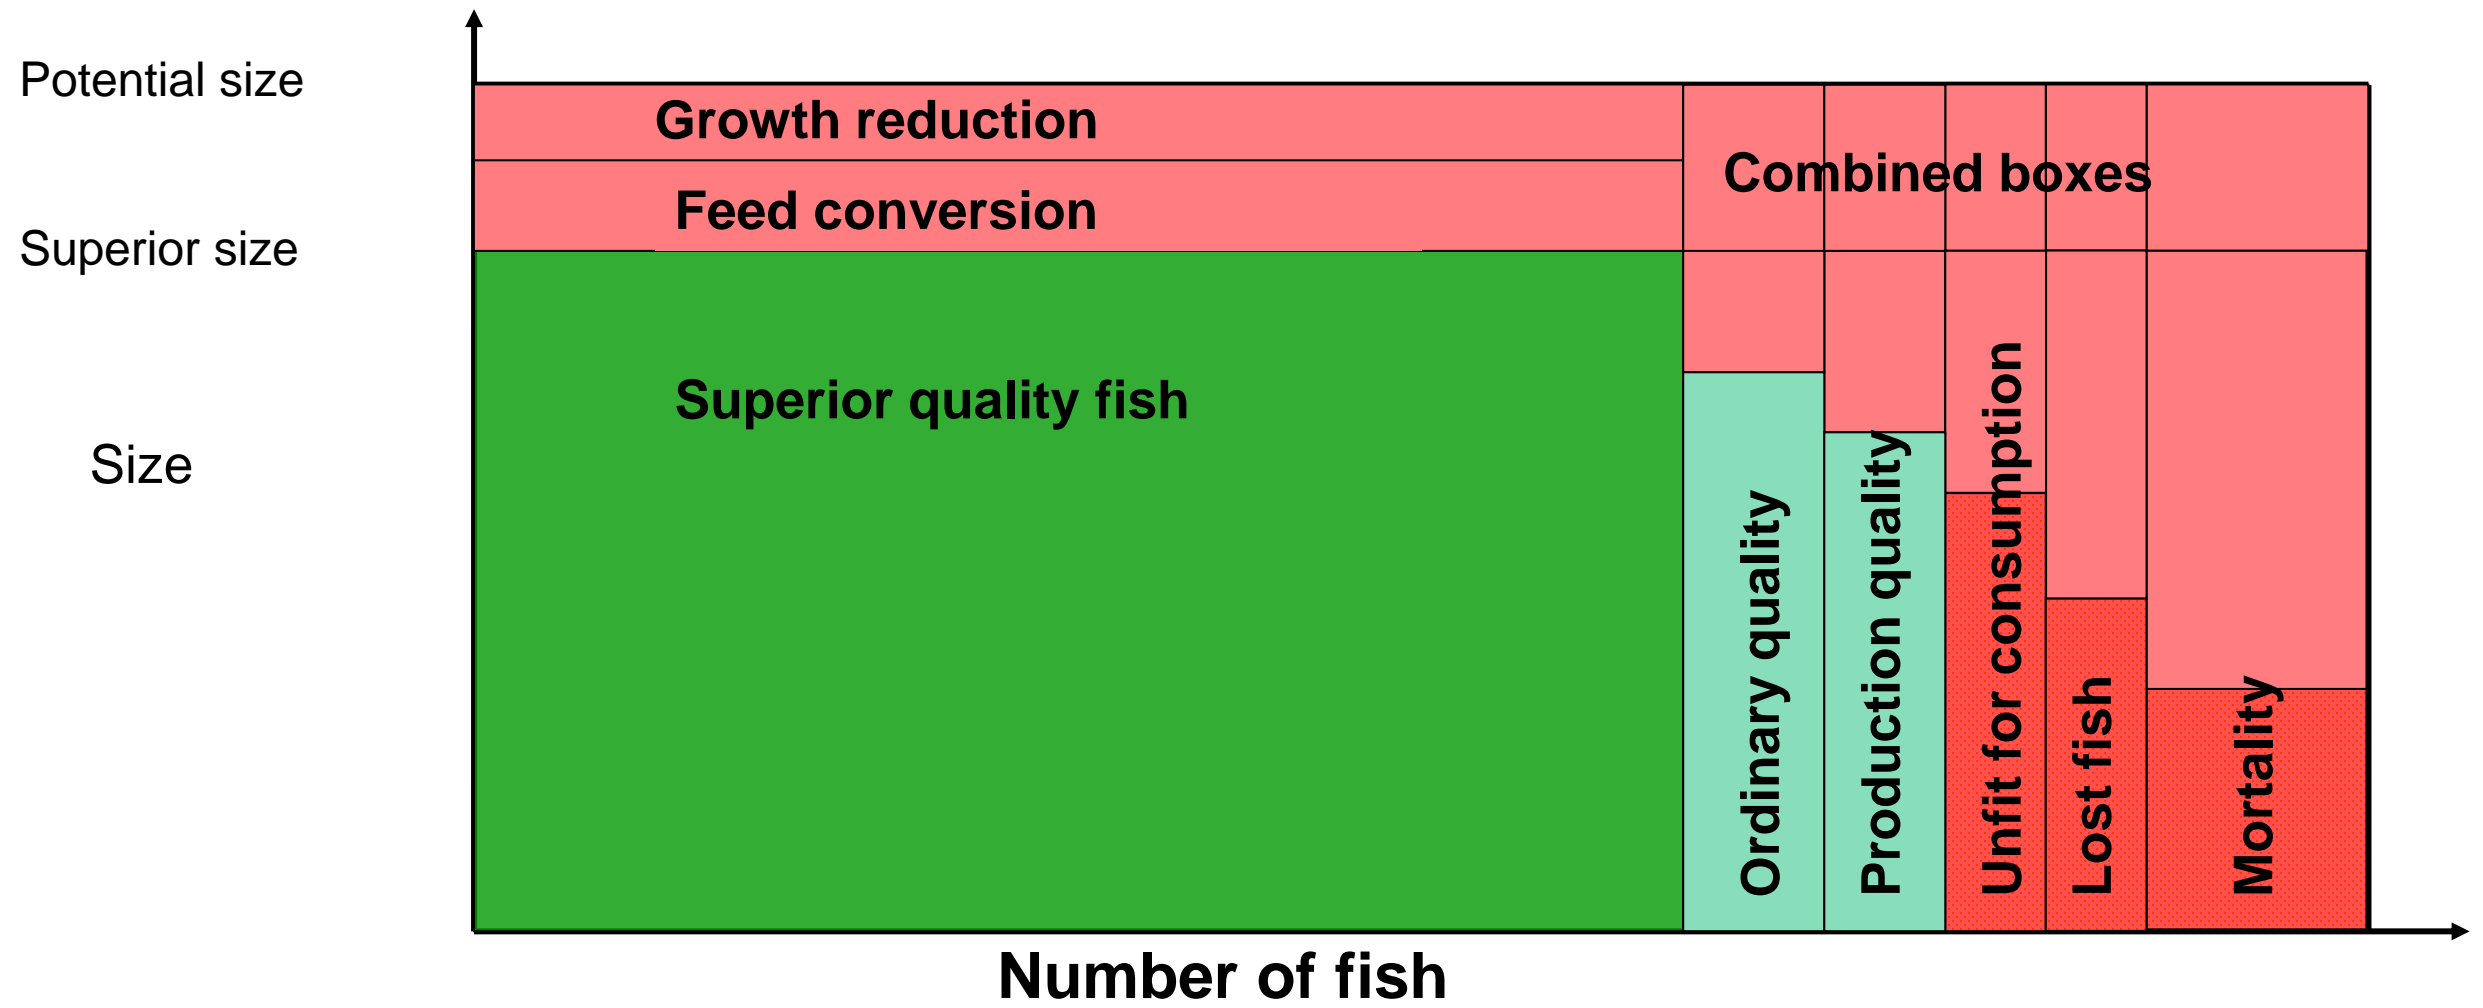 Potential size
Growth reduction
Combined boxes
Feed conversion
Superior size
Superior quality fish
Size
Ordinary quality
Production quality
Unfit for consumption
Lost fish
Mortality
Number of fish